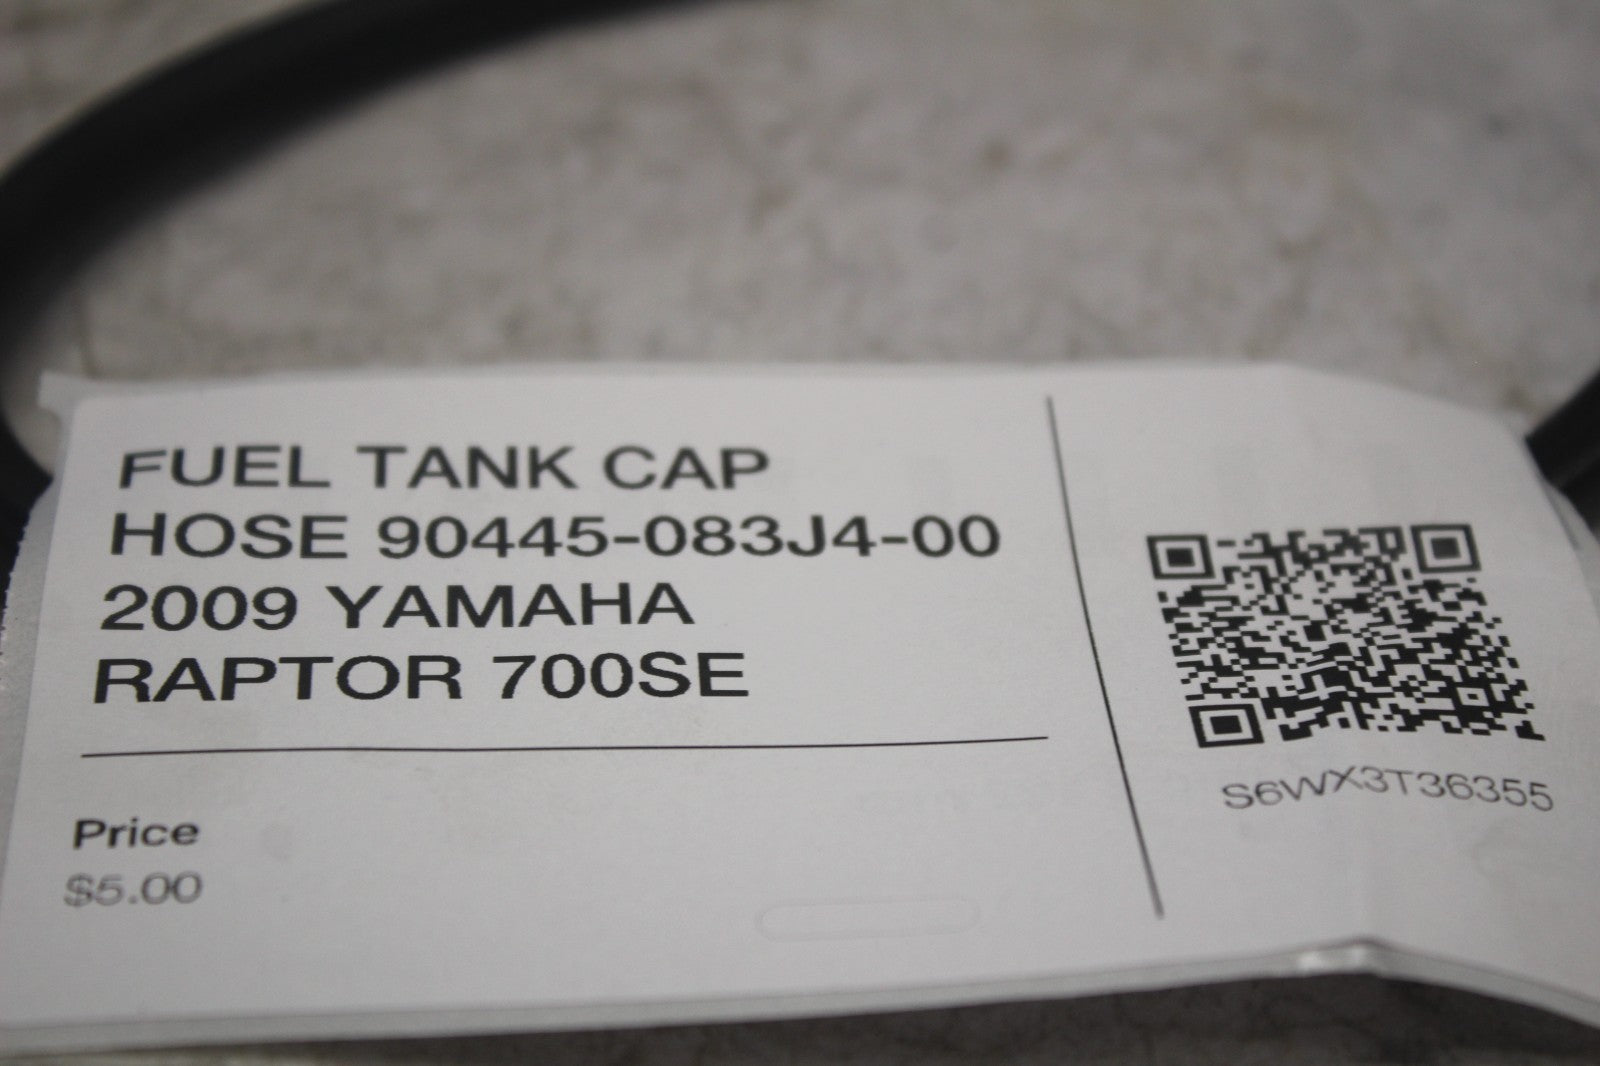 FUEL TANK CAP
HOSE 90445-083J4-00
2009 YAMAHA
RAPTOR 700SE
Price
$5.00
S6WX3T36355